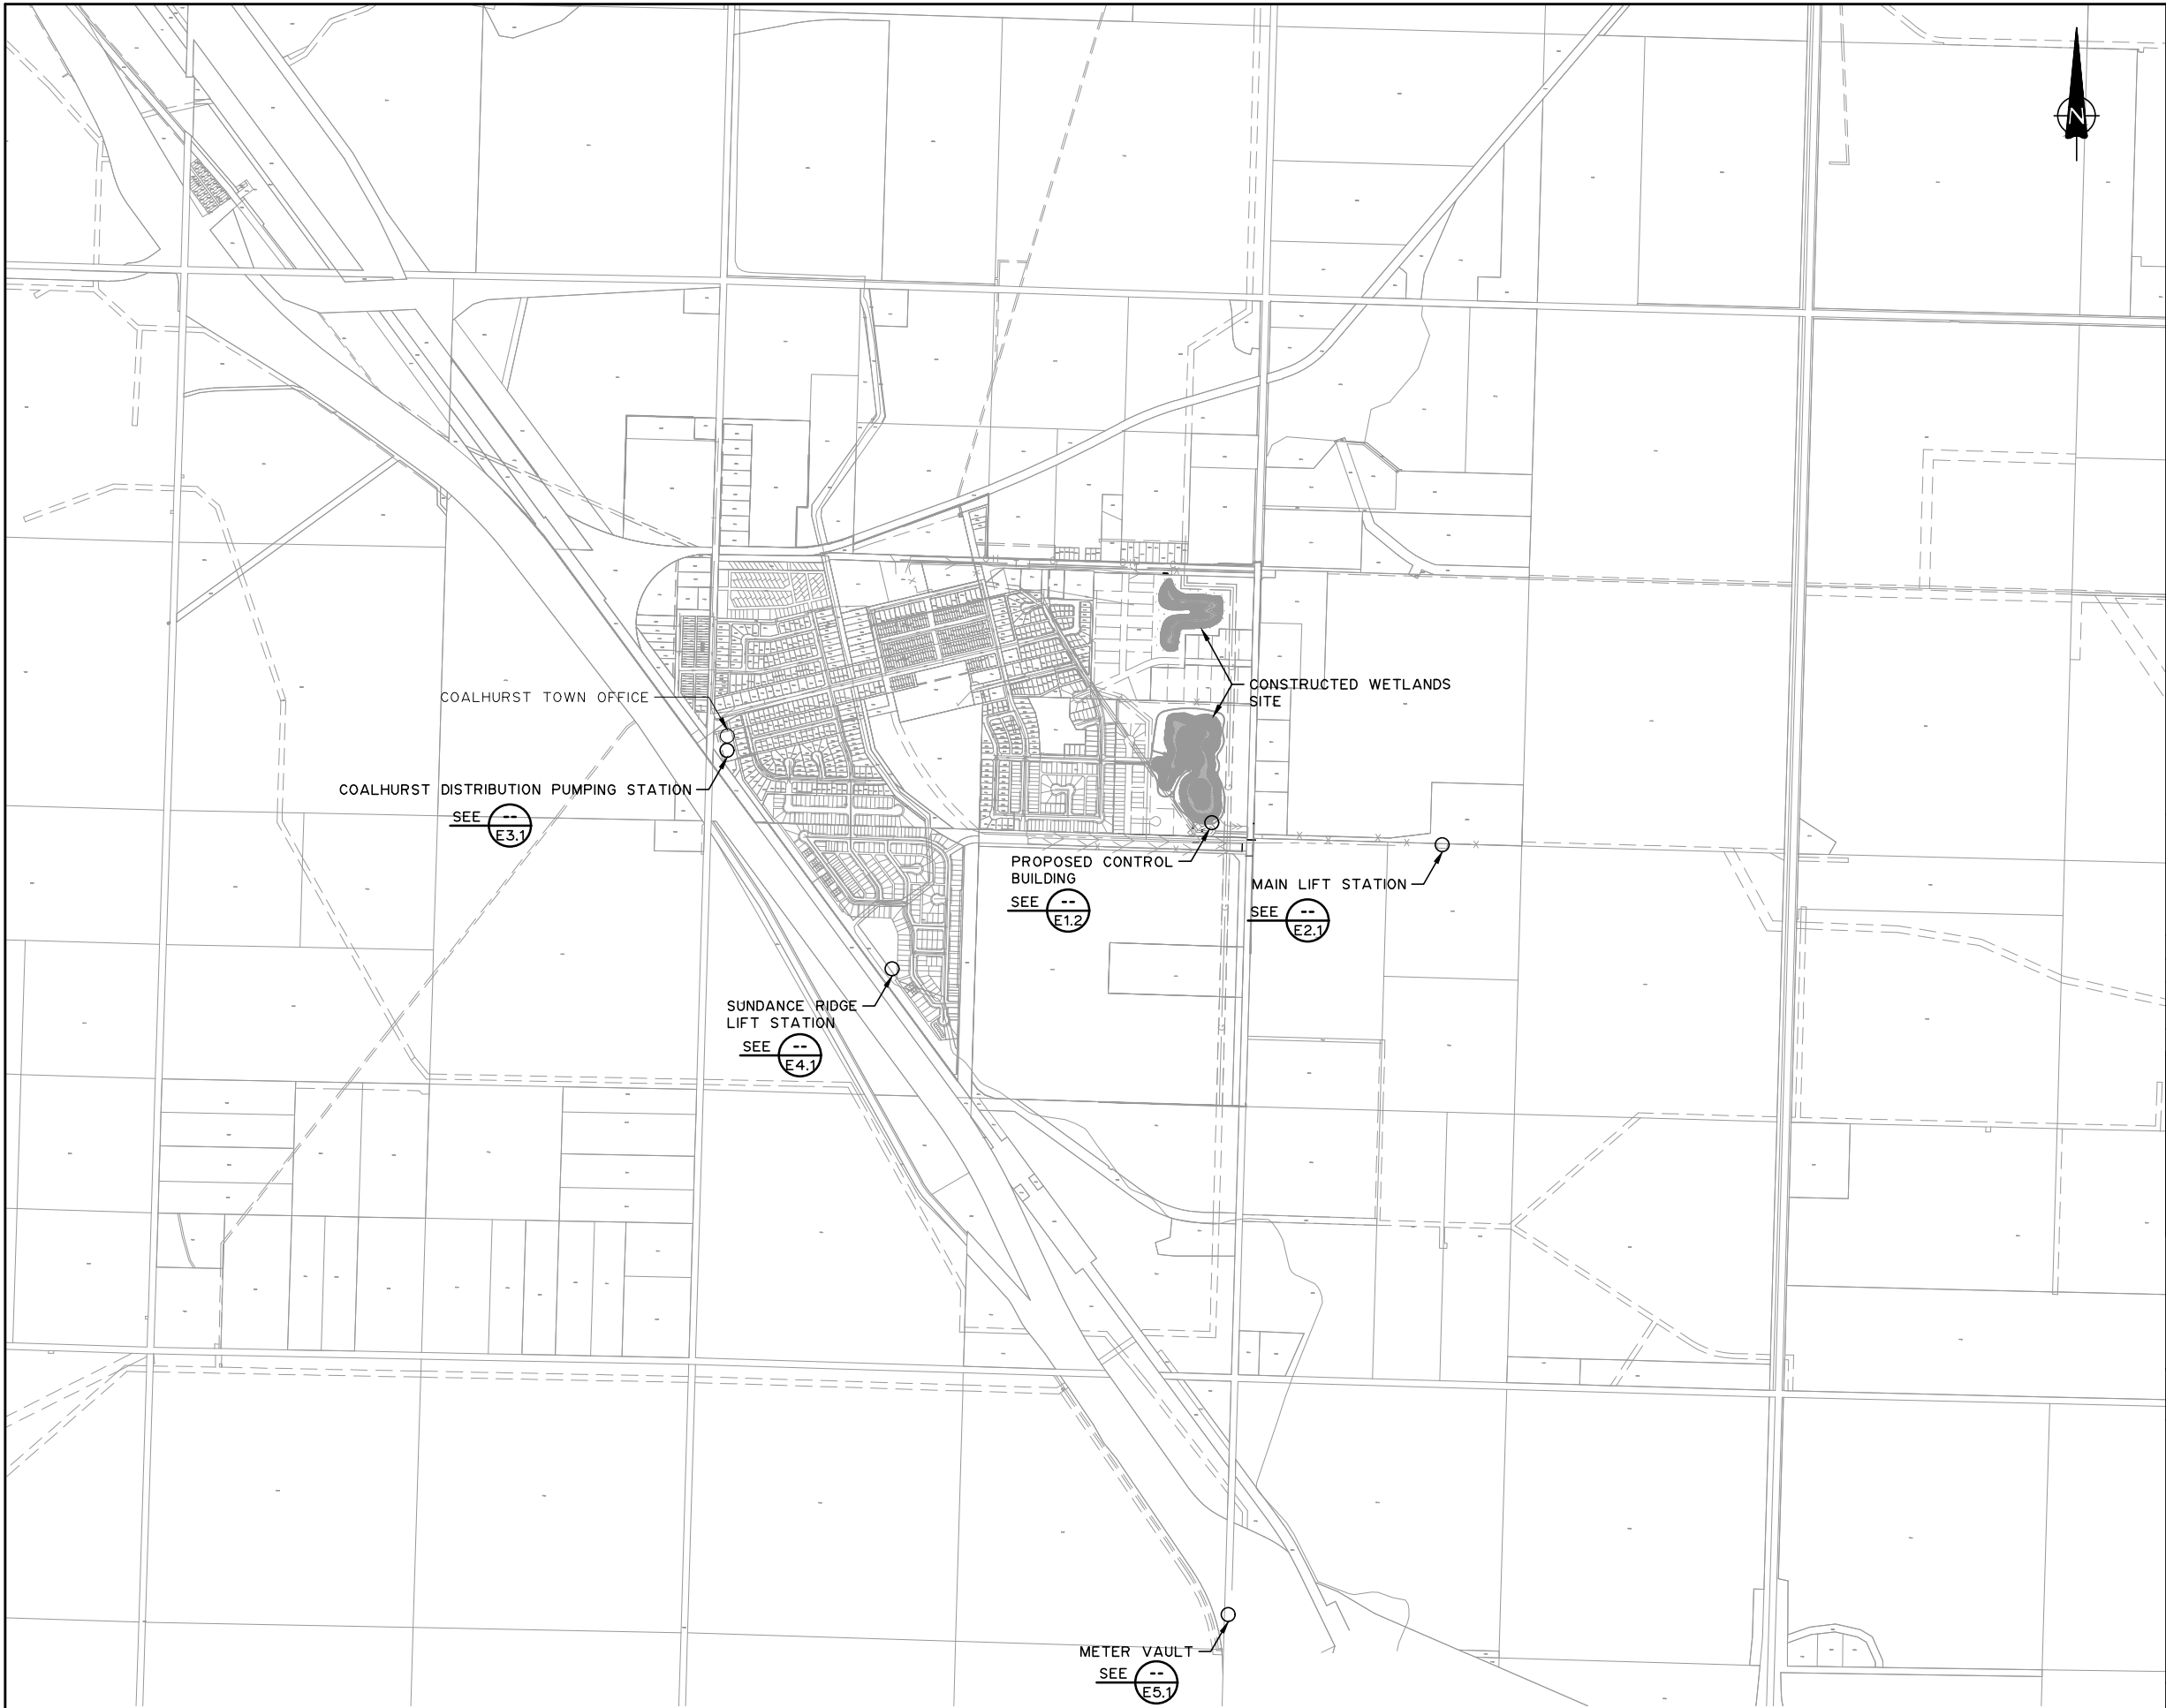 N
COALHURST TOWN OFFICE
CONSTRUCTED WETLANDS
SITE
COALHURST DISTRIBUTION PUMPING STATION
SEE -- E3.1
PROPOSED CONTROL
BUILDING
SEE -- E1.2
MAIN LIFT STATION
SEE -- E2.1
SUNDANCE RIDGE
LIFT STATION
SEE -- E4.1
METER VAULT
SEE -- E5.1